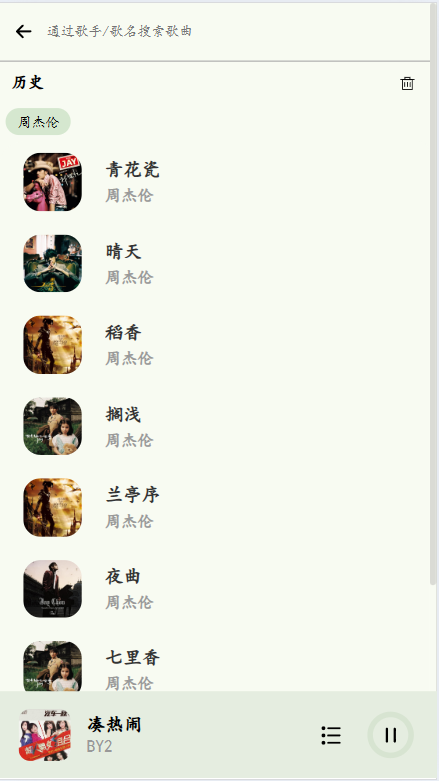 通过歌手/歌名搜索歌曲
历史
周杰伦
青花瓷
周杰伦
晴天
周杰伦
稻香
周杰伦
搁浅
周杰伦
兰亭序
周杰伦
夜曲
周杰伦
七里香
周杰伦
凑热闹
BY2